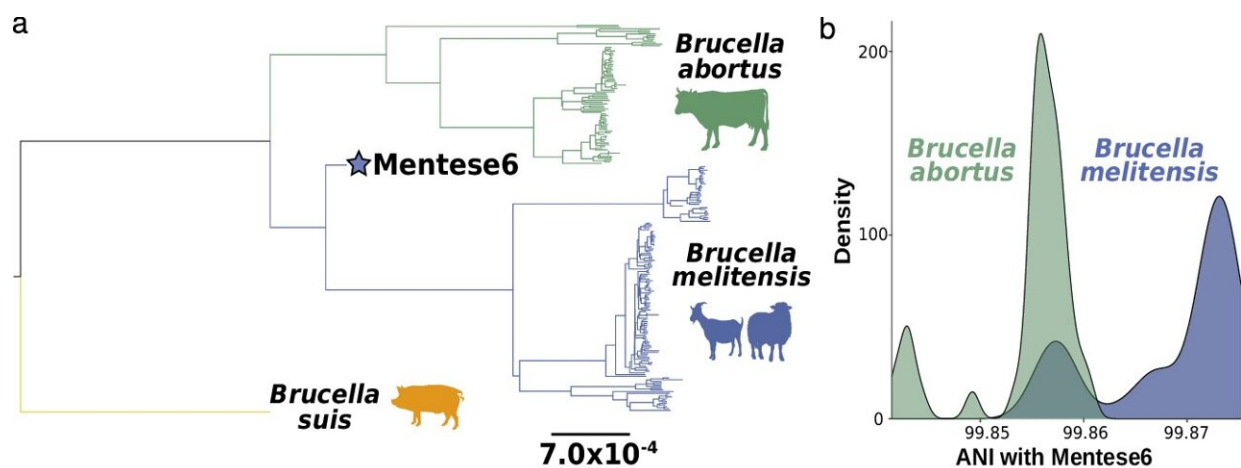 a
Brucella
abortus
Mentese6
Brucella
melitensis
Brucella
suis
7.0x10⁻⁴
b
200
100
0
Density
Brucella
abortus
Brucella
melitensis
99.85
99.86
99.87
ANI with Mentese6